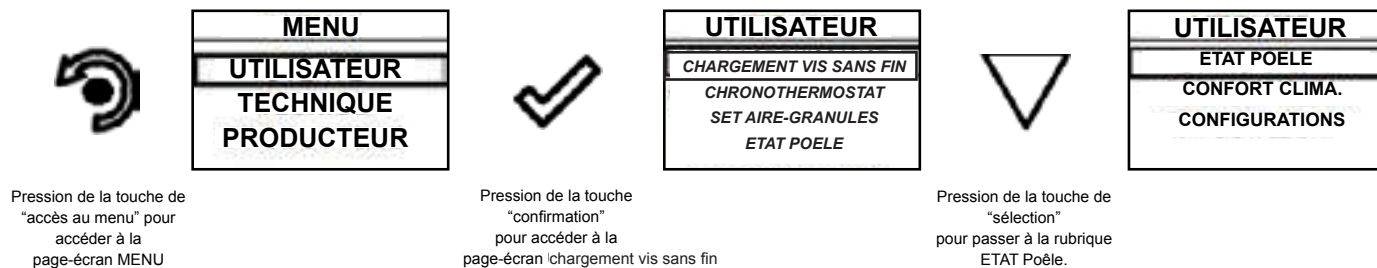 MENU
UTILISATEUR
TECHNIQUE
PRODUCTEUR
UTILISATEUR
CHARGEMENT VIS SANS FIN
CHRONOTHERMOSTAT
SET AIRE-GRANULES
ETAT POELE
UTILISATEUR
ETAT POELE
CONFORT CLIMA.
CONFIGURATIONS
Pression de la touche de
“accès au menu” pour
accéder à la
page-écran MENU
Pression de la touche
“confirmation”
pour accéder à la
page-écran chargement vis sans fin
Pression de la touche de
“sélection”
pour passer à la rubrique
ETAT Poêle.